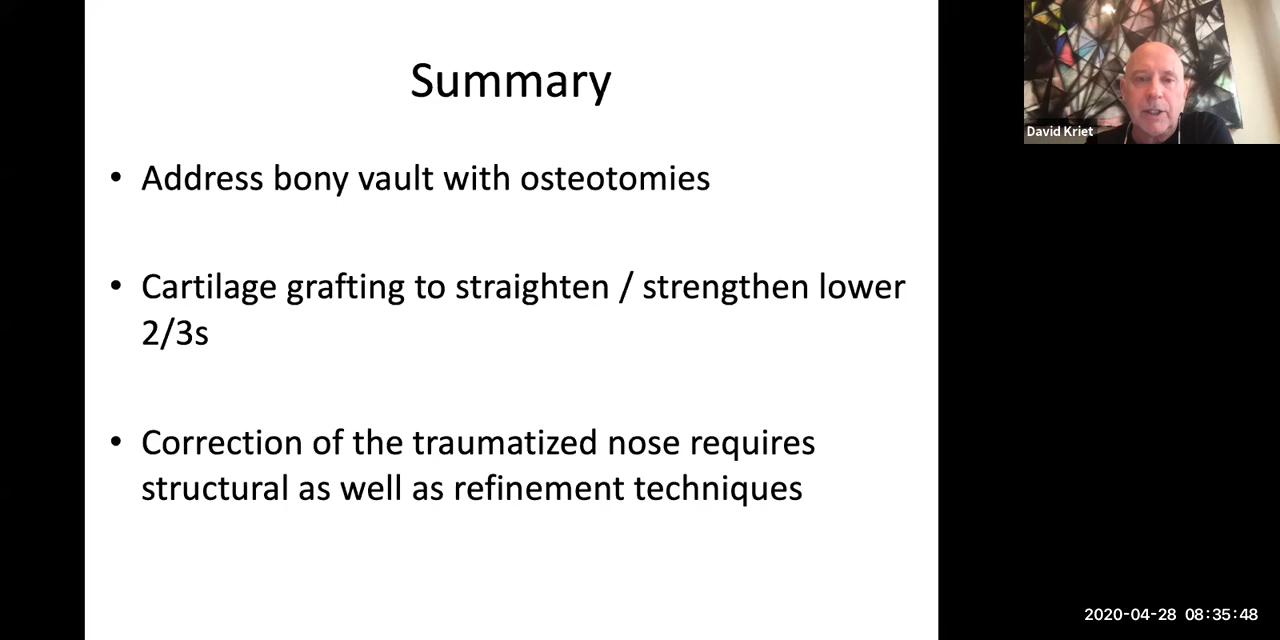 Summary
• Address bony vault with osteotomies
• Cartilage grafting to straighten / strengthen lower
2/3s
• Correction of the traumatized nose requires
structural as well as refinement techniques
David Kriet
2020-04-28 08:35:48